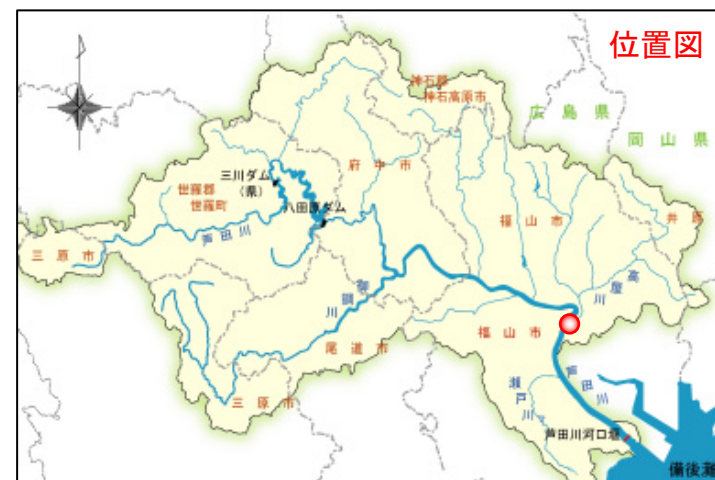 位置図
神石郡
神石高原市
広島県
岡山県
三川ダム
(県)
府中市
世羅郡
世羅町
八田原ダム
福山市
井原
芦田川
三原市
高屋川
御調川
福山市
尾道市
芦田川
瀬戸川
三原市
芦田川河口堰
備後灘